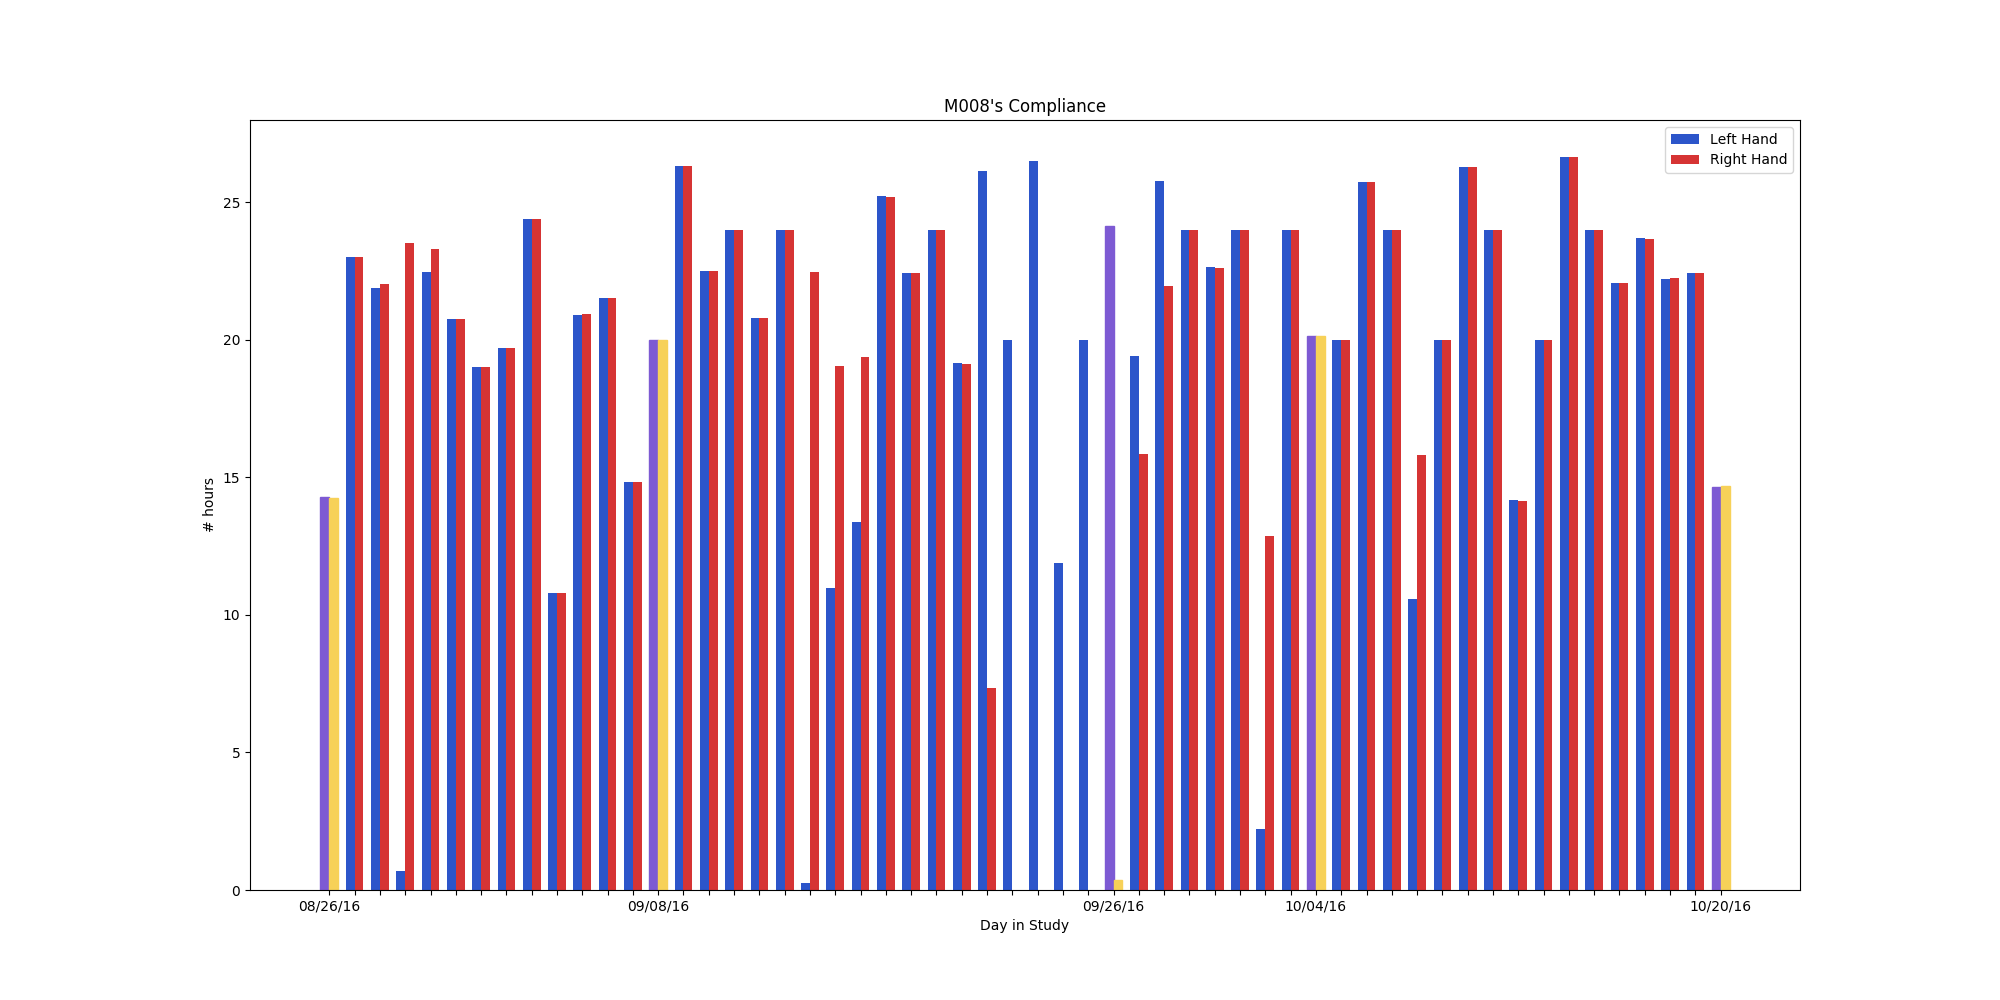 M008's Compliance
Left Hand
Right Hand
25
20
15
10
5
0
# hours
08/26/16 09/08/16 09/26/16 10/04/16 10/20/16
Day in Study